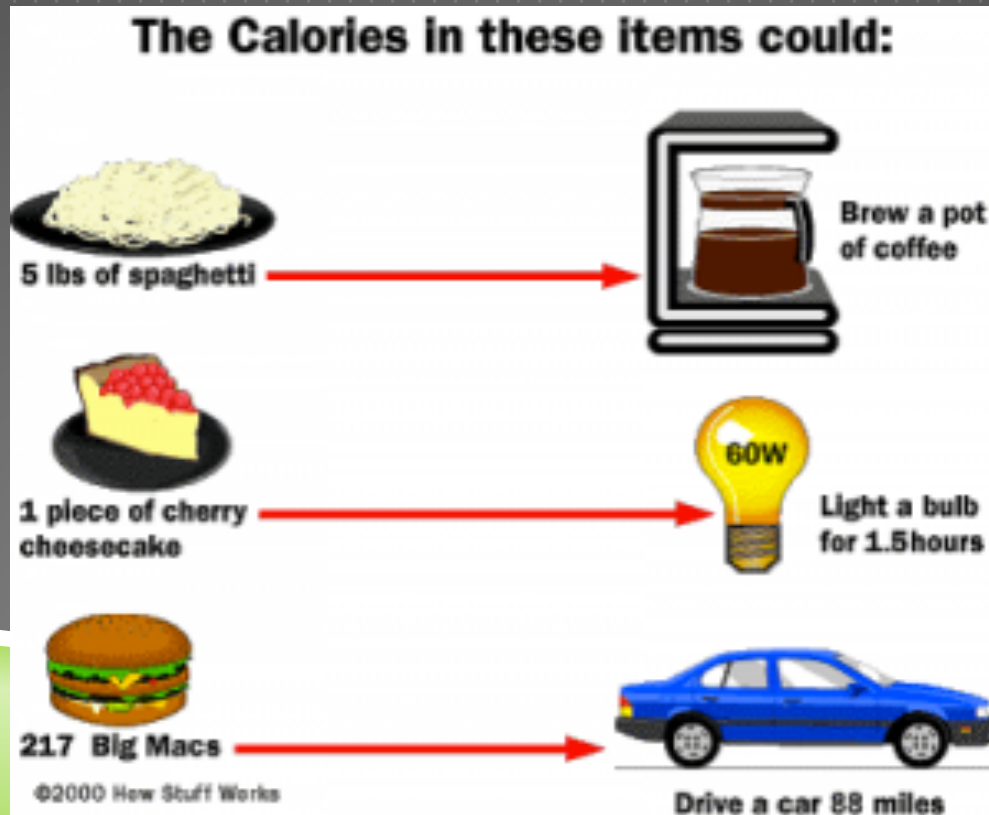 The Calories in these items could:
5 lbs of spaghetti
Brew a pot
of coffee
1 piece of cherry
cheesecake
60W
Light a bulb
for 1.5hours
217 Big Macs
©2000 How Stuff Works
Drive a car 88 miles